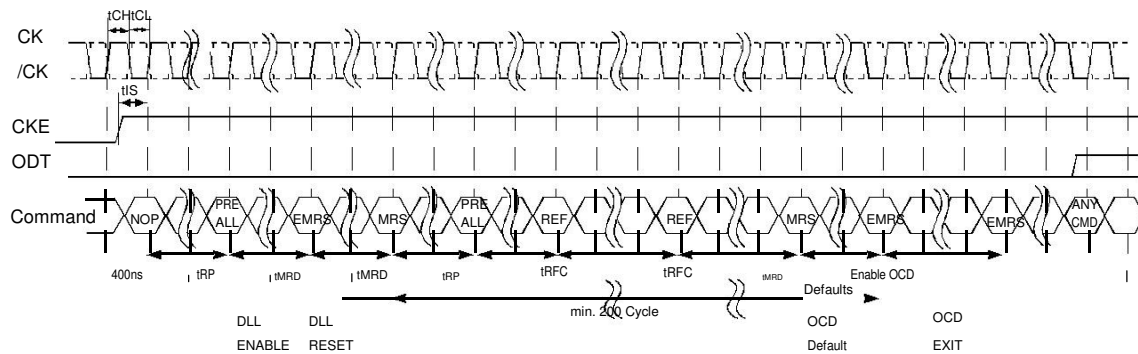 tCH tCL
CK
/CK
tIS
CKE
ODT
Command NOP PRE ALL EMRS MRS PRE ALL REF REF MRS EMRS EMRS ANY CMD
400ns tRP tMRD tMRD tRP tRFC tRFC tMRD Enable OCD
Defaults
min. 200 Cycle
DLL DLL OCD OCD
ENABLE RESET Default EXIT